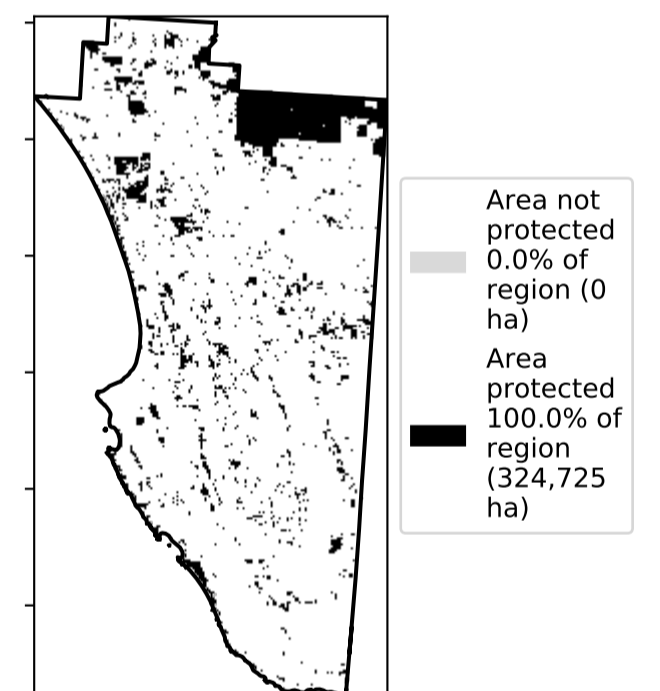 Area not
protected
0.0% of
region (0
ha)
Area
protected
100.0% of
region
(324,725
ha)